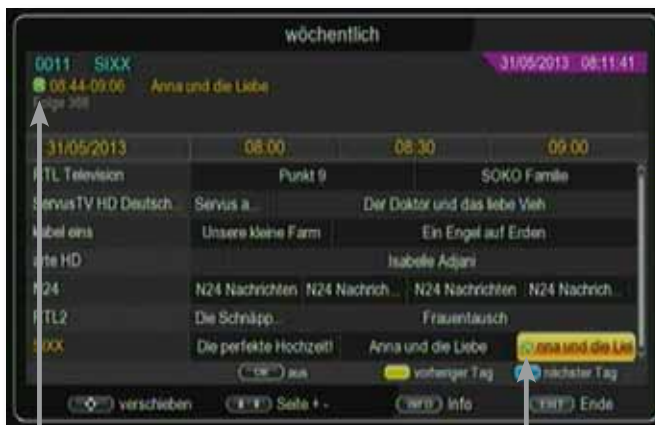 wöchentlich
0011 SIXX 31/05/2013 08:11:41
08:44-09:06 Anna und die Liebe
Folge 368
31/05/2013 08:00 08:30 09:00
RTL Television Punkt 9 SOKO Familie
ServusTV HD Deutsch... Servus a... Der Doktor und das liebe Vieh
kabel eins Unsere kleine Farm Ein Engel auf Erden
arte HD Isabelle Adjani
N24 N24 Nachrichten N24 Nachrich... N24 Nachrichten N24 Nachrich...
RTL2 Die Schnäpp... Frauentausch
SIXX Die perfekte Hochzeit! Anna und die Liebe Anna und die Lieb
OK aus vorheriger Tag nächster Tag
verschieben Seite + - INFO Info EXIT Ende